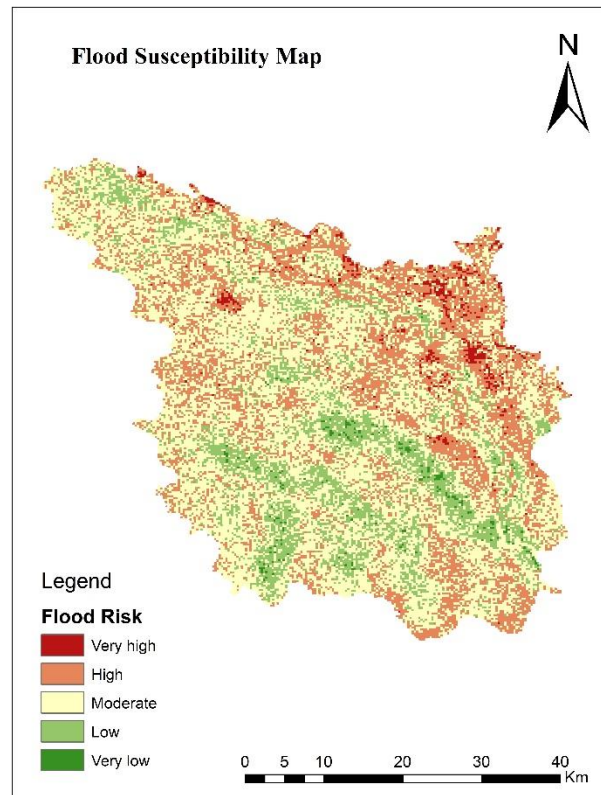 Flood Susceptibility Map
N
Legend
Flood Risk
Very high
High
Moderate
Low
Very low
0 5 10 20 30 40
Km